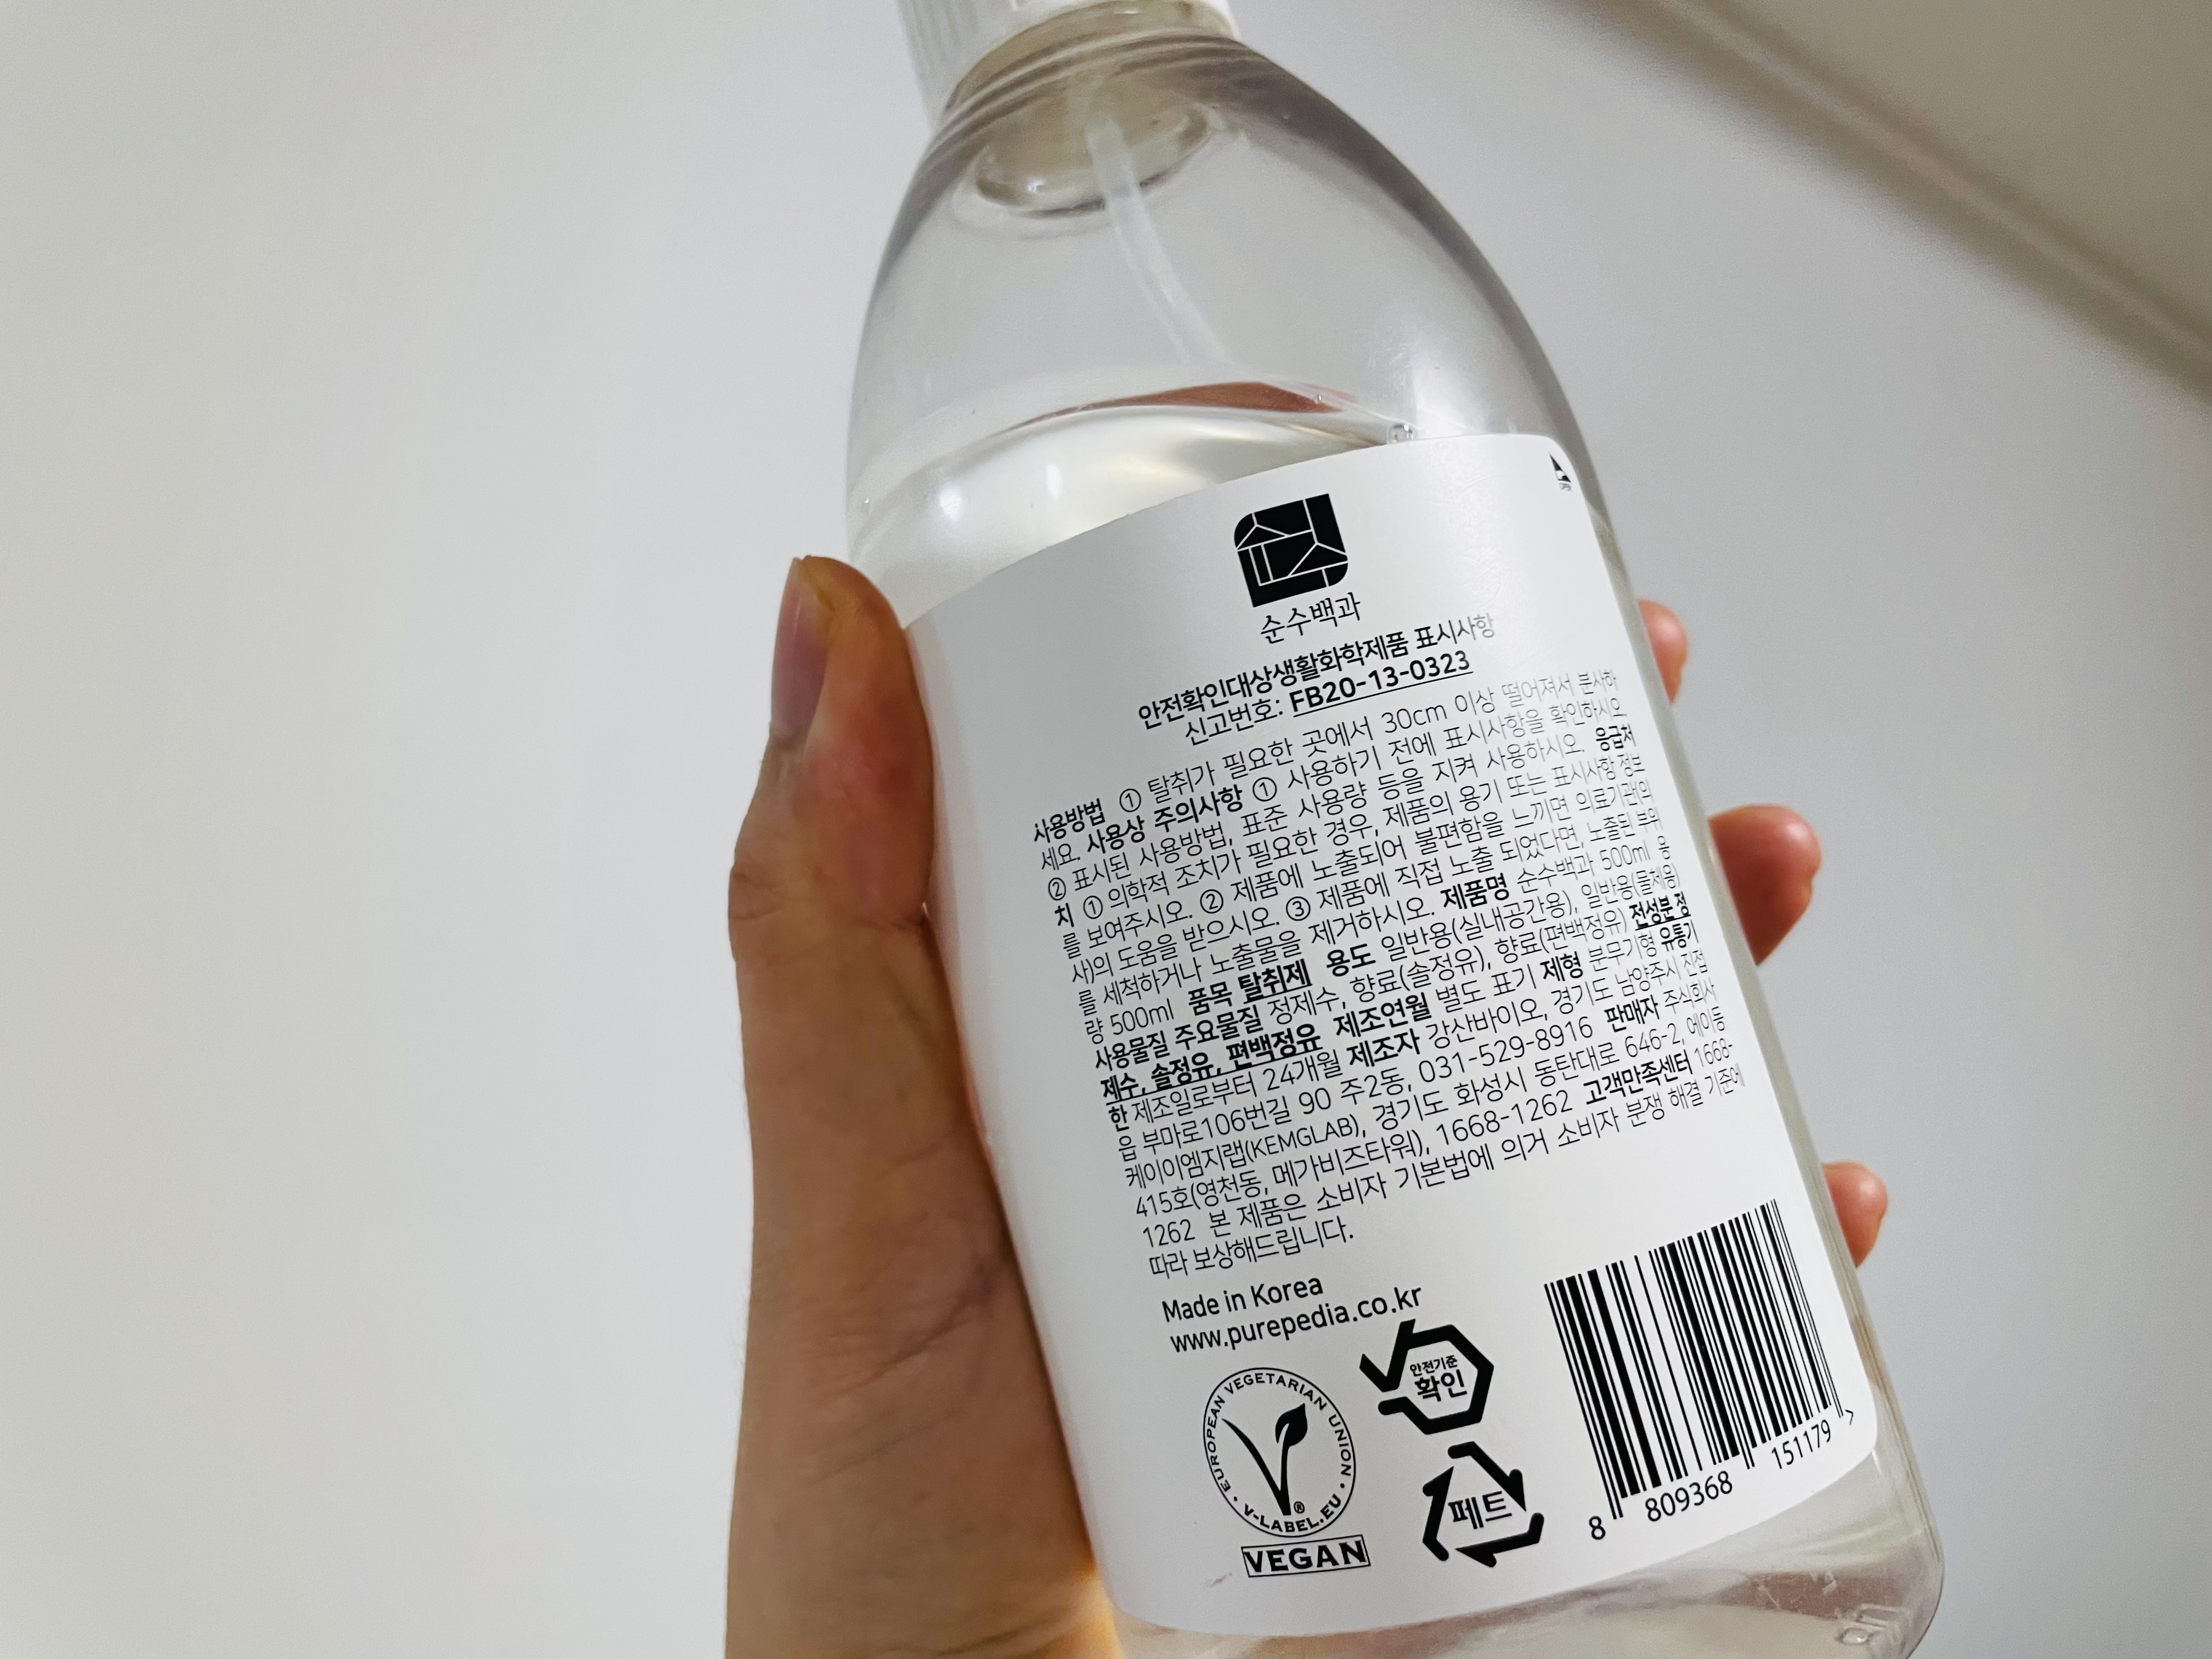 순수백과
안전확인대상생활화학제품 표시사항
신고번호: FB20-13-0323
사용방법 ① 탈취가 필요한 곳에서 30cm 이상 떨어져서 분사하
세요. 사용상 주의사항 ① 사용하기 전에 표시사항을 확인하시오.
② 표시된 사용방법, 표준 사용량 등을 지켜 사용하시오. 응급처
치 ① 의학적 조치가 필요한 경우, 제품의 용기 또는 표시사항 정보
를 보여주시오. ② 제품에 노출되어 불편함을 느끼면 의료기관(의
사)의 도움을 받으시오. ③ 제품에 직접 노출 되었다면, 노출된 부위
를 세척하거나 노출물을 제거하시오. 제품명 순수백과 500ml 용
량 500ml 품목 탈취제 용도 일반용(실내공간용), 일반용(물체용)
사용물질 주요물질 정제수, 향료(솔정유), 향료(편백정유) 전성분 정
제수, 솔정유, 편백정유 제조연월 별도 표기 제형 분무기형 유통기
한 제조일로부터 24개월 제조자 강산바이오, 경기도 남양주시 진접
읍 부마로106번길 90 주2동, 031-529-8916 판매자 주식회사
케이이엠지랩(KEMGLAB), 경기도 화성시 동탄대로 646-2, 에이동
415호(영천동, 메가비즈타워), 1668-1262 고객만족센터 1668-
1262 본 제품은 소비자 기본법에 의거 소비자 분쟁 해결 기준에
따라 보상해드립니다.
Made in Korea
www.purepedia.co.kr
안전기준
확인
EUROPEAN VEGETARIAN UNION
V-LABEL.EU ®
VEGAN
페트
8 809368 151179 >